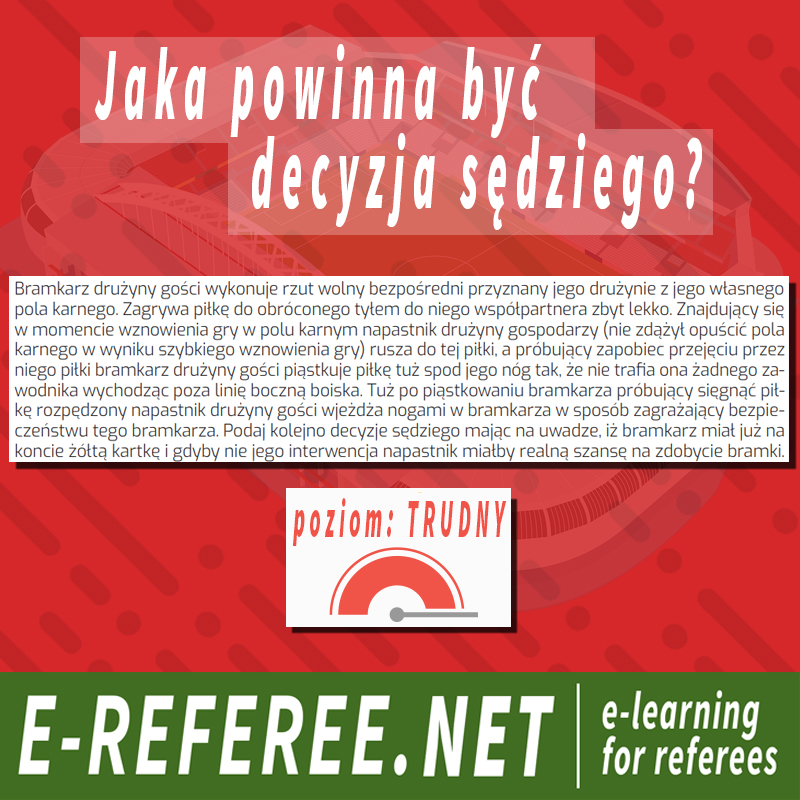 Jaka powinna być
decyzja sędziego?
Bramkarz drużyny gości wykonuje rzut wolny bezpośredni przyznany jego drużynie z jego własnego
pola karnego. Zagrywa piłkę do obróconego tyłem do niego współpartnera zbyt lekko. Znajdujący się
w momencie wznowienia gry w polu karnym napastnik drużyny gospodarzy (nie zdążył opuścić pola
karnego w wyniku szybkiego wznowienia gry) rusza do tej piłki, a próbujący zapobiec przejęciu przez
niego piłki bramkarz drużyny gości piąstkuje piłkę tuż spod jego nóg tak, że nie trafia ona żadnego za-
wodnika wychodząc poza linię boczną boiska. Tuż po piąstkowaniu bramkarza próbujący sięgnąć pił-
kę rozpędzony napastnik drużyny gości wjeżdża nogami w bramkarza w sposób zagrażający bezpie-
czeństwu tego bramkarza. Podaj kolejno decyzje sędziego mając na uwadze, iż bramkarz miał już na
koncie żółtą kartkę i gdyby nie jego interwencja napastnik miałby realną szansę na zdobycie bramki.
poziom: TRUDNY
E-REFEREE.NET
e-learning
for referees